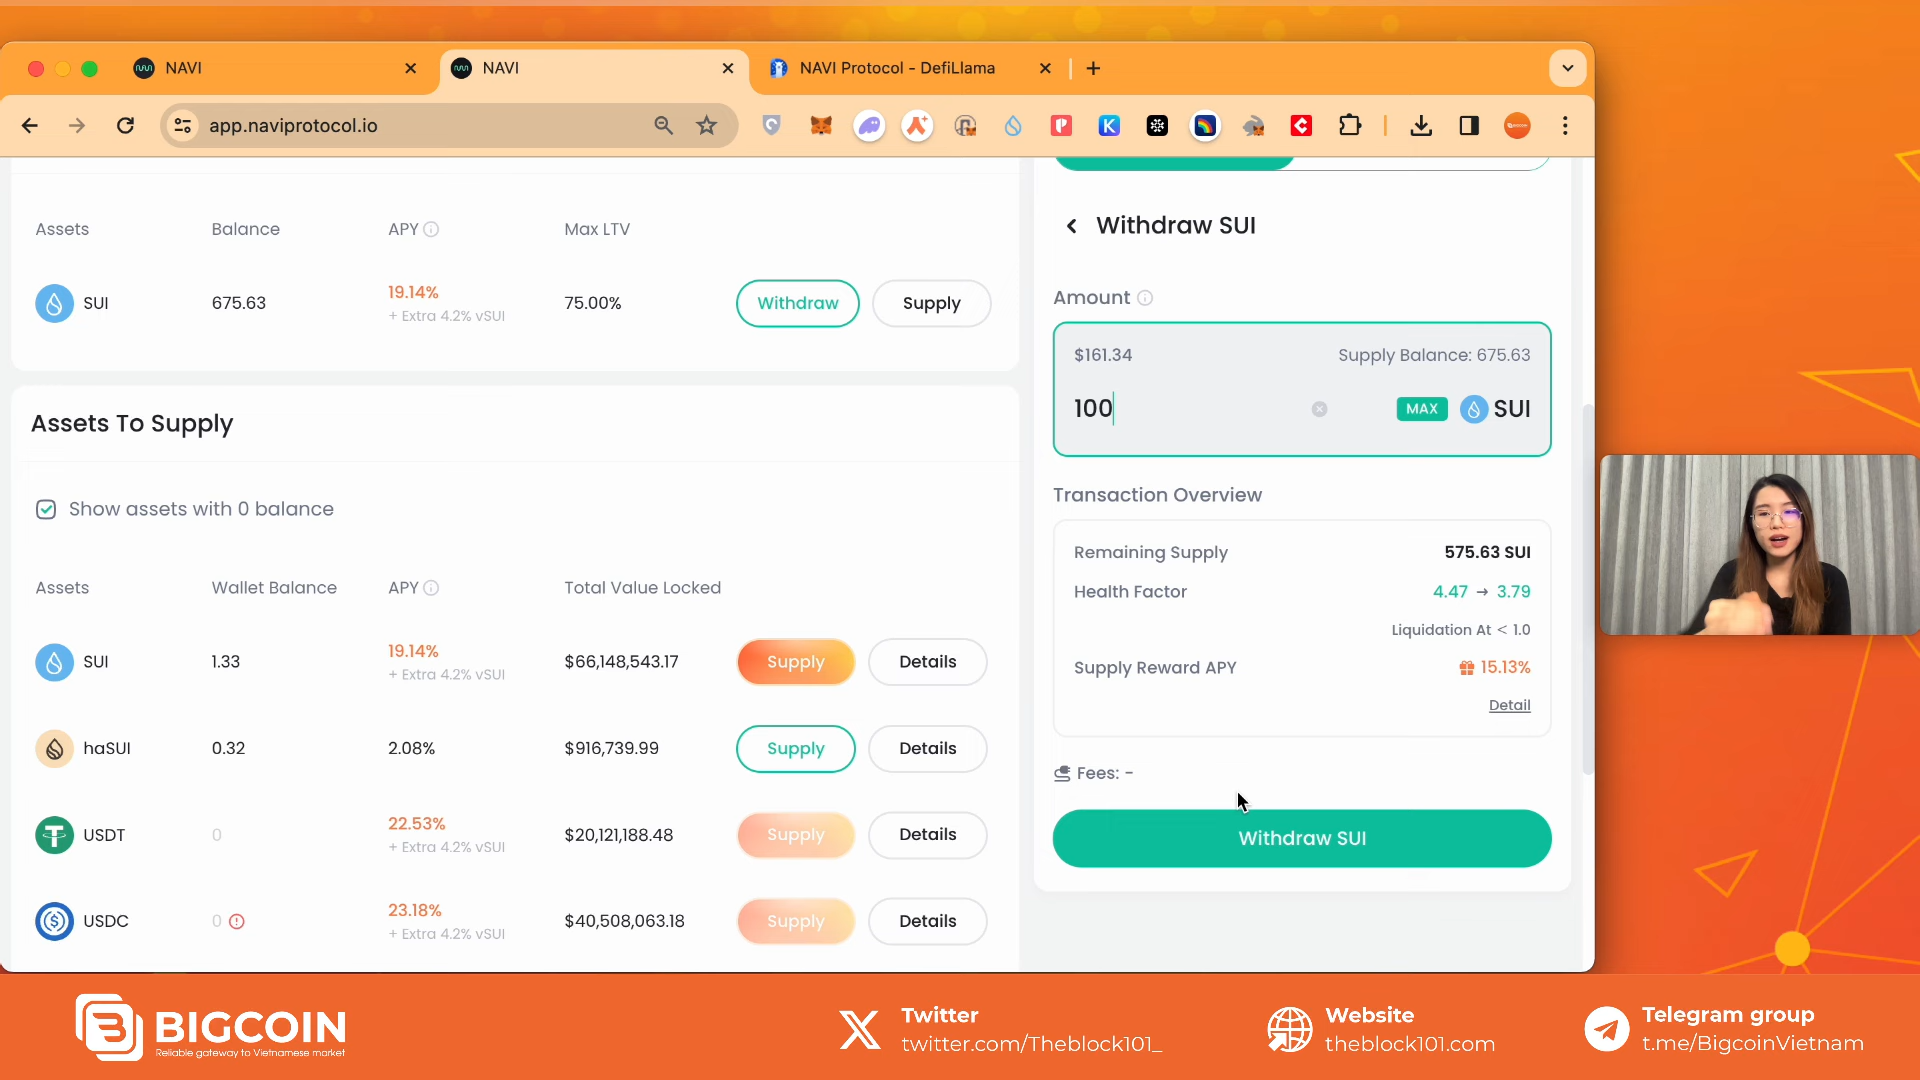 NAVI
NAVI
NAVI Protocol - DefiLlama
app.naviprotocol.io
Assets Balance APY Max LTV
SUI 675.63 19.14% 75.00% Withdraw Supply
+ Extra 4.2% vSUI
Assets To Supply
Show assets with 0 balance
Assets Wallet Balance APY Total Value Locked
SUI 1.33 19.14% $66,148,543.17 Supply Details
+ Extra 4.2% vSUI
haSUI 0.32 2.08% $916,739.99 Supply Details
USDT 0 22.53% $20,121,188.48 Supply Details
+ Extra 4.2% vSUI
USDC 0 23.18% $40,508,063.18 Supply Details
+ Extra 4.2% vSUI
Withdraw SUI
Amount
$161.34 Supply Balance: 675.63
100 MAX SUI
Transaction Overview
Remaining Supply 575.63 SUI
Health Factor 4.47 → 3.79
Liquidation At < 1.0
Supply Reward APY 15.13%
Detail
Fees: -
Withdraw SUI
BIGCOIN
Reliable gateway to Vietnamese market
Twitter
twitter.com/Theblock101_
Website
theblock101.com
Telegram group
t.me/BigcoinVietnam